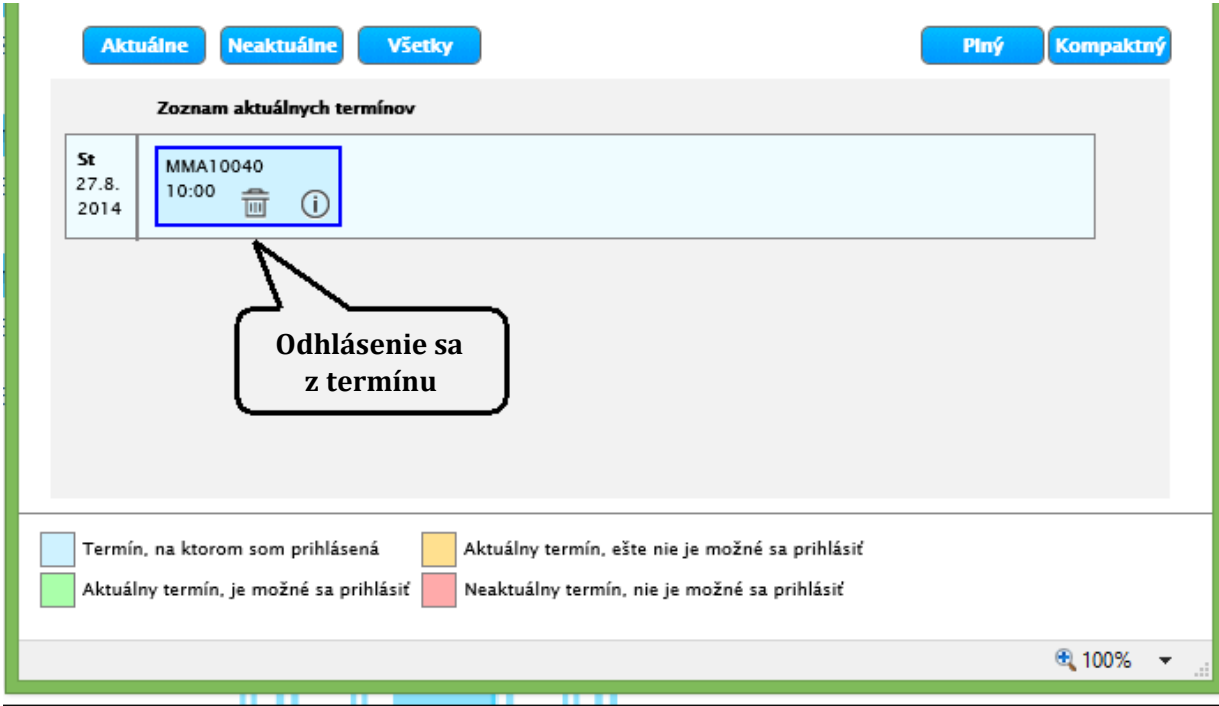 Aktuálne Neaktuálne Všetky Plný Kompaktný
Zoznam aktuálnych termínov
St
27.8.
2014
MMA10040
10:00
Odhlásenie sa
z termínu
Termín, na ktorom som prihlásená
Aktuálny termín, ešte nie je možné sa prihlásiť
Aktuálny termín, je možné sa prihlásiť
Neaktuálny termín, nie je možné sa prihlásiť
100%